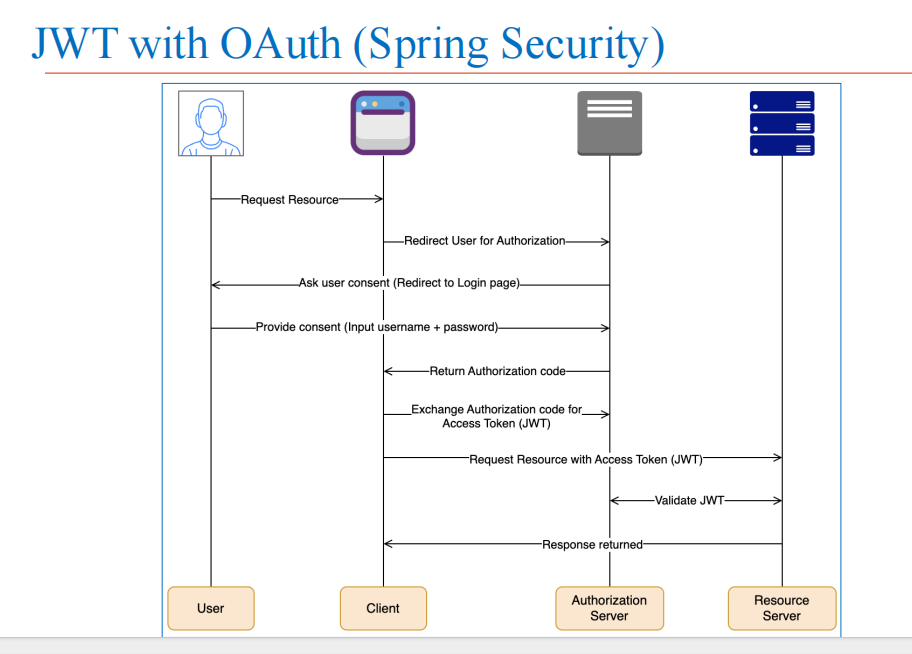 JWT with OAuth (Spring Security)
Request Resource
Redirect User for Authorization
Ask user consent (Redirect to Login page)
Provide consent (Input username + password)
Return Authorization code
Exchange Authorization code for
Access Token (JWT)
Request Resource with Access Token (JWT)
Validate JWT
Response returned
User
Client
Authorization
Server
Resource
Server